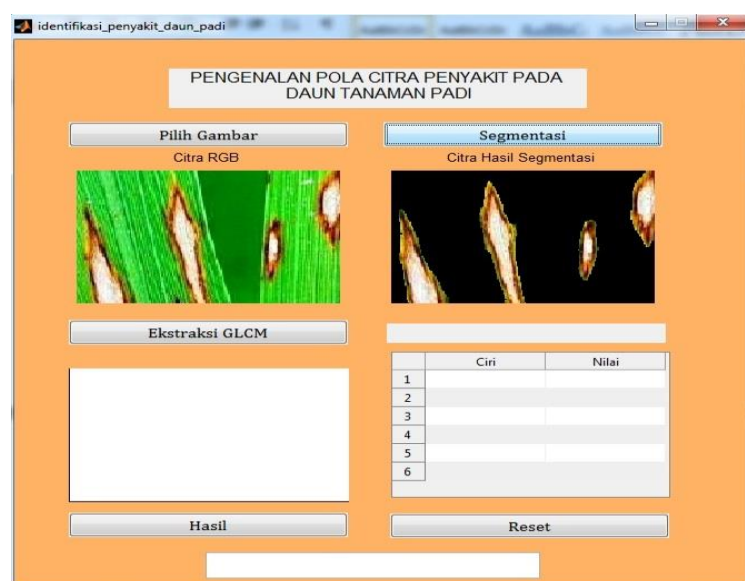 identifikasi_penyakit_daun_padi
PENGENALAN POLA CITRA PENYAKIT PADA
DAUN TANAMAN PADI
Pilih Gambar
Segmentasi
Citra RGB
Citra Hasil Segmentasi
Ekstraksi GLCM
Ciri
Nilai
1
2
3
4
5
6
Hasil
Reset